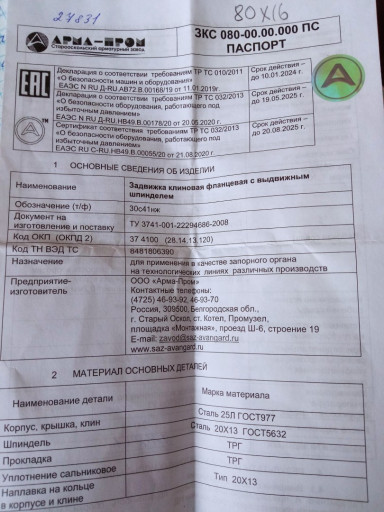 27831
80х16
АРМА-ПРОМ
Старооскольский арматурный завод
ЗКС 080-00.00.000 ПС
ПАСПОРТ
EAC
Декларация о соответствии требованиям ТР ТС 010/2011
«О безопасности машин и оборудования»
ЕАЭС N RU Д-RU.АВ72.В.00168/19 от 11.01.2019г.
Срок действия –
до 10.01.2024 г.
Декларация о соответствии требованиям ТР ТС 032/2013
«О безопасности оборудования, работающего под
избыточным давлением»
ЕАЭС N RU Д-RU.НВ49.В.00178/20 от 20.05.2020 г.
Срок действия –
до 19.05.2025 г.
Сертификат соответствия требованиям ТР ТС 032/2013
«О безопасности оборудования, работающего под
избыточным давлением»
ЕАЭС RU С-RU.НВ49.В.00055/20 от 21.08.2020 г.
Срок действия –
до 20.08.2025 г.
1 ОСНОВНЫЕ СВЕДЕНИЯ ОБ ИЗДЕЛИИ
Наименование
Задвижка клиновая фланцевая с выдвижным
шпинделем
Обозначение (т/ф)
30с41нж
Документ на
изготовление и поставку
ТУ 3741-001-22294686-2008
Код ОКП (ОКПД 2)
37 4100 (28.14.13.120)
Код ТН ВЭД ТС
8481806390
Назначение
для применения в качестве запорного органа
на технологических линиях различных производств
Предприятие-
изготовитель
ООО «Арма-Пром»
Контактные телефоны:
(4725) 46-93-92, 46-93-70
Россия, 309500, Белгородская обл.,
г. Старый Оскол, ст. Котел, Промузел,
площадка «Монтажная», проезд Ш-6, строение 19
E-mail: zavod@saz-avangard.ru
www.saz-avangard.ru
2 МАТЕРИАЛ ОСНОВНЫХ ДЕТАЛЕЙ
Наименование детали
Марка материала
Корпус, крышка, клин
Сталь 25Л ГОСТ977
Шпиндель
Сталь 20Х13 ГОСТ5632
Прокладка
ТРГ
Уплотнение сальниковое
ТРГ
Наплавка на кольце
в корпусе и клине
Тип 20Х13